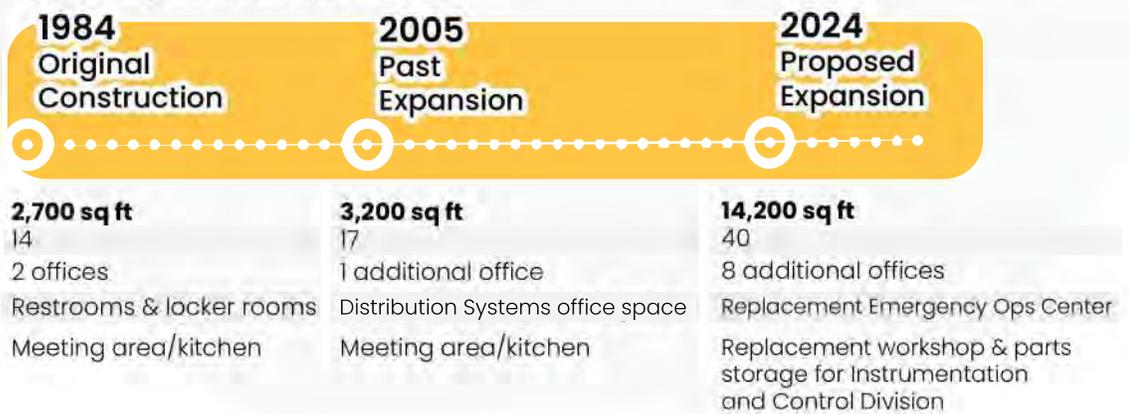 1984
Original
Construction
2005
Past
Expansion
2024
Proposed
Expansion
2,700 sq ft
14
2 offices
Restrooms & locker rooms
Meeting area/kitchen
3,200 sq ft
17
1 additional office
Distribution Systems office space
Meeting area/kitchen
14,200 sq ft
40
8 additional offices
Replacement Emergency Ops Center
Replacement workshop & parts
storage for Instrumentation
and Control Division